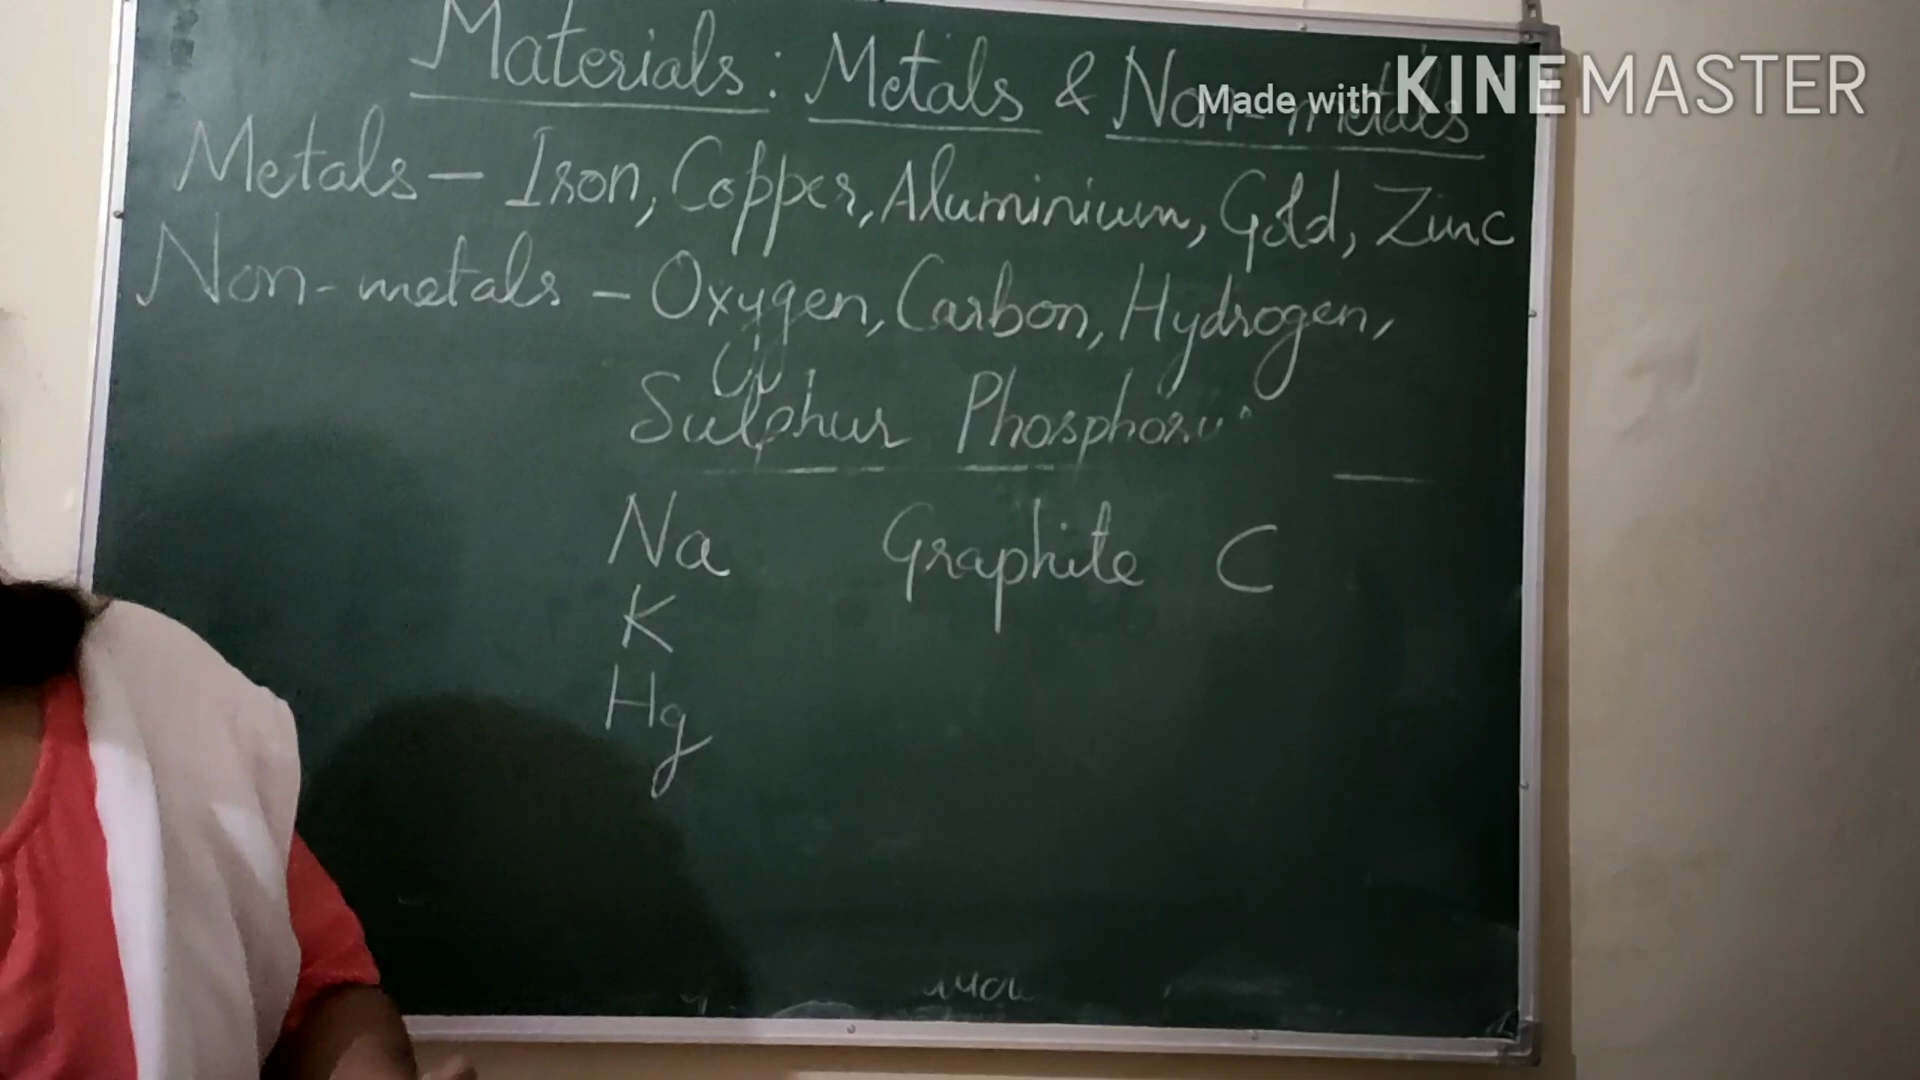 Materials: Metals & Non-metals
Made with KINEMASTER
Metals – Iron, Copper, Aluminium, Gold, Zinc
Non-metals – Oxygen, Carbon, Hydrogen,
Sulphur Phosphorus
Na Graphite C
K
Hg